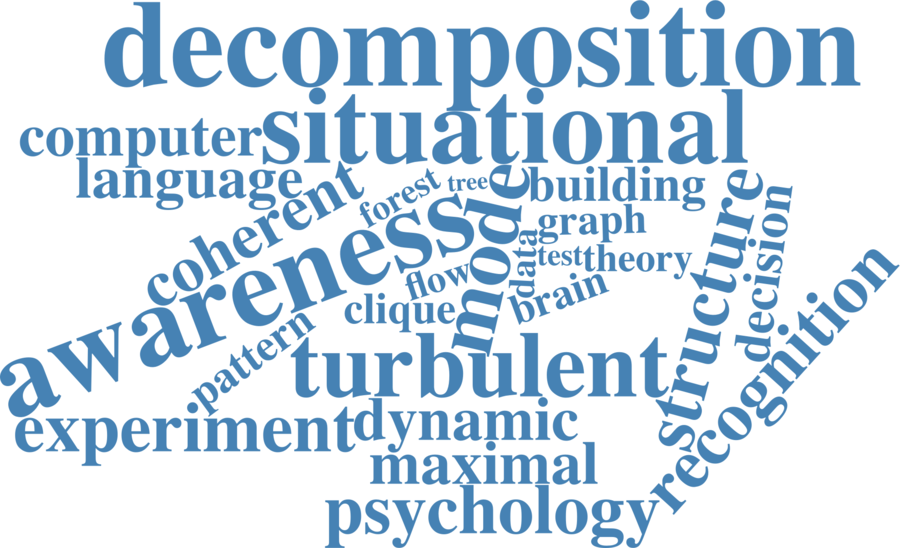 decomposition
situational
computer
language
coherent
forest
tree
building
awareness
mode
graph
data
test
theory
flow
brain
clique
structure
decision
recognition
pattern
turbulent
experiment
dynamic
maximal
psychology